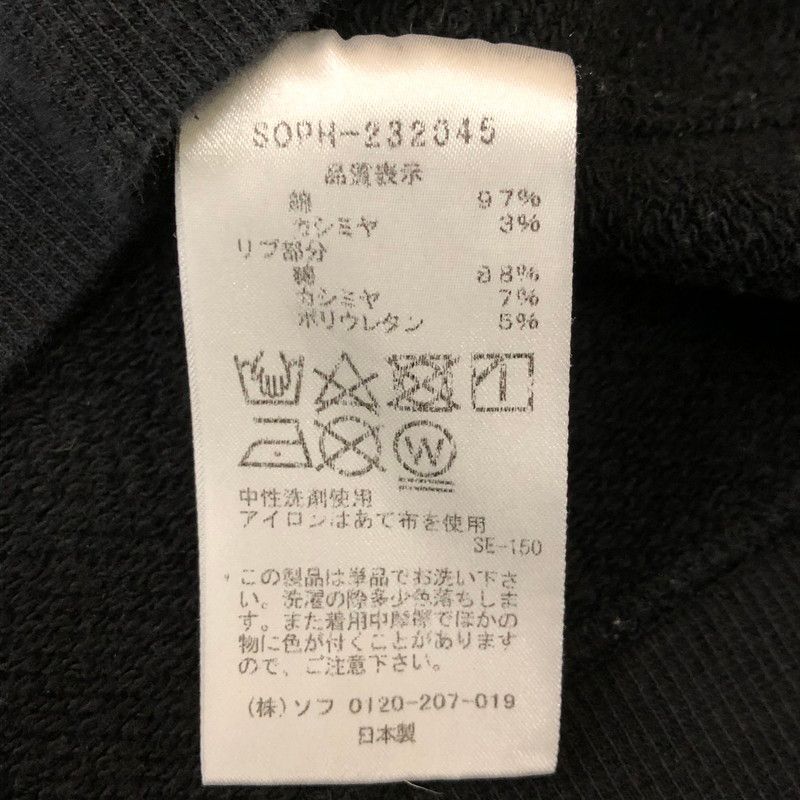 SOPH-232045
品質表示
綿 97%
カシミヤ 3%
リブ部分
綿 88%
カシミヤ 7%
ポリウレタン 5%
W
中性洗剤使用
アイロンはあて布を使用
SE-150
この製品は単品でお洗い下さ
い。洗濯の際多少色落ちしま
す。また着用中摩擦でほかの
物に色が付くことがあります
ので、ご注意下さい。
(株)ソフ 0120-207-019
日本製